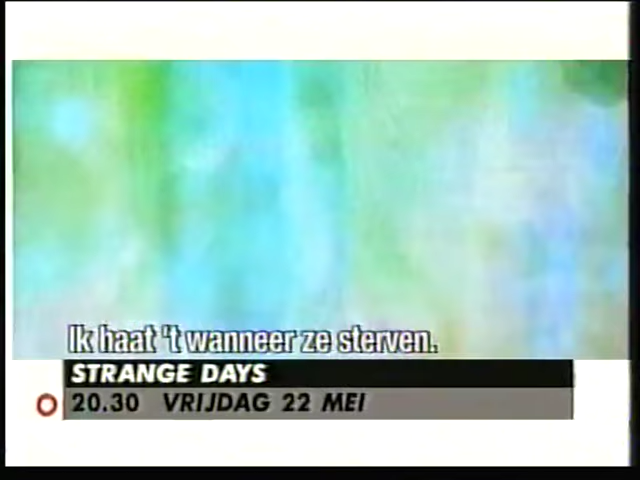 Ik haat 't wanneer ze sterven.
STRANGE DAYS
20.30 VRIJDAG 22 MEI